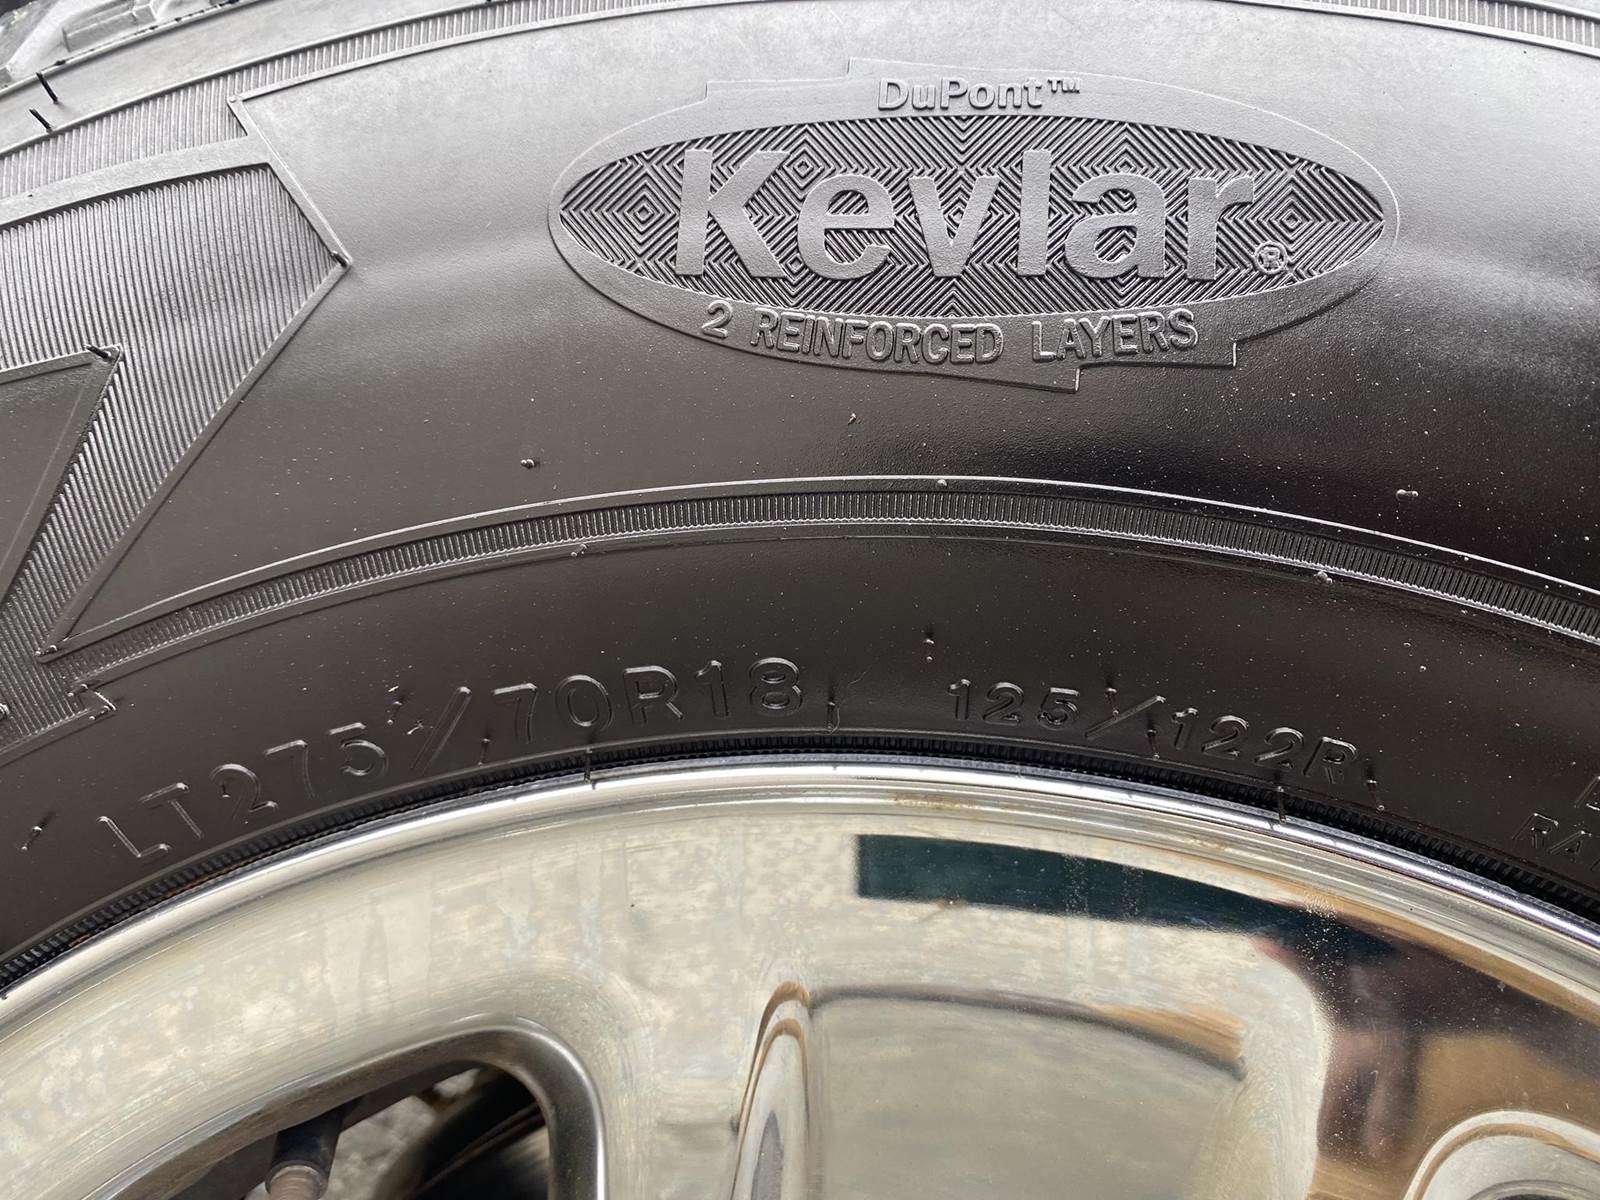 DuPont™
Kevlar®
2 REINFORCED LAYERS
LT275/70R18 125/122R